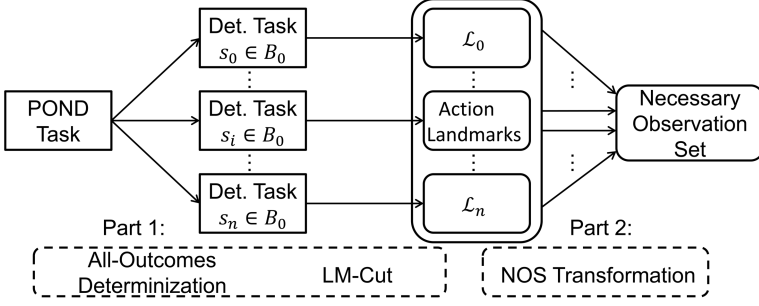 POND
Task
Det. Task
s₀ ∈ B₀
⋮
Det. Task
sᵢ ∈ B₀
⋮
Det. Task
sₙ ∈ B₀
ℒ₀
⋮
Action
Landmarks
⋮
ℒₙ
⋮
⋮
Necessary
Observation
Set
Part 1:
All-Outcomes
Determinization
LM-Cut
Part 2:
NOS Transformation